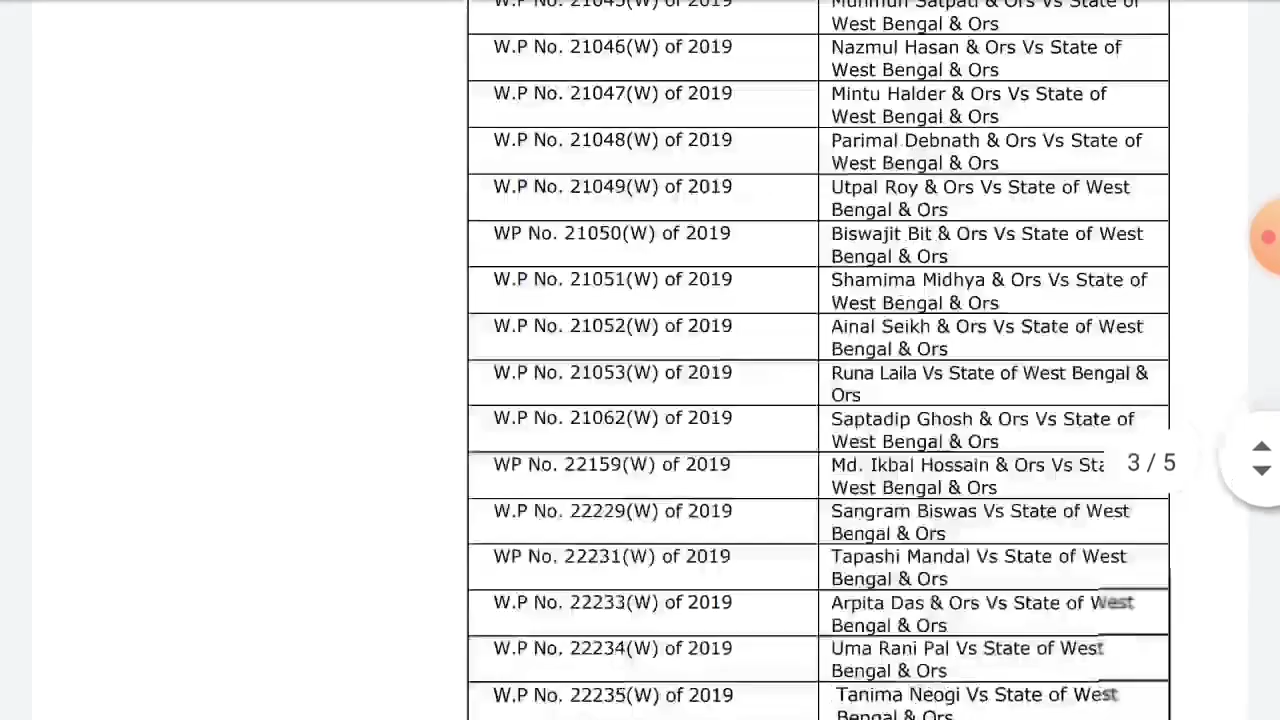 W.P No. 21045(W) of 2019
Munmun Satpati & Ors Vs State of
West Bengal & Ors
W.P No. 21046(W) of 2019
Nazmul Hasan & Ors Vs State of
West Bengal & Ors
W.P No. 21047(W) of 2019
Mintu Halder & Ors Vs State of
West Bengal & Ors
W.P No. 21048(W) of 2019
Parimal Debnath & Ors Vs State of
West Bengal & Ors
W.P No. 21049(W) of 2019
Utpal Roy & Ors Vs State of West
Bengal & Ors
WP No. 21050(W) of 2019
Biswajit Bit & Ors Vs State of West
Bengal & Ors
W.P No. 21051(W) of 2019
Shamima Midhya & Ors Vs State of
West Bengal & Ors
W.P No. 21052(W) of 2019
Ainal Seikh & Ors Vs State of West
Bengal & Ors
W.P No. 21053(W) of 2019
Runa Laila Vs State of West Bengal &
Ors
W.P No. 21062(W) of 2019
Saptadip Ghosh & Ors Vs State of
West Bengal & Ors
WP No. 22159(W) of 2019
Md. Ikbal Hossain & Ors Vs Sta
West Bengal & Ors
3 / 5
W.P No. 22229(W) of 2019
Sangram Biswas Vs State of West
Bengal & Ors
WP No. 22231(W) of 2019
Tapashi Mandal Vs State of West
Bengal & Ors
W.P No. 22233(W) of 2019
Arpita Das & Ors Vs State of West
Bengal & Ors
W.P No. 22234(W) of 2019
Uma Rani Pal Vs State of West
Bengal & Ors
W.P No. 22235(W) of 2019
Tanima Neogi Vs State of West
Bengal & Ors